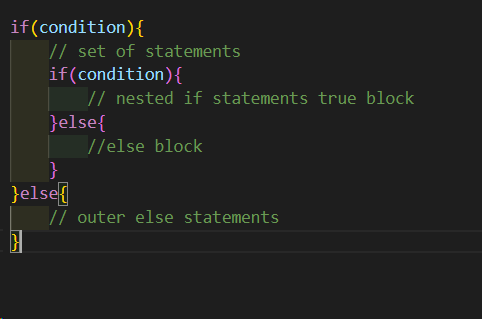 if(condition){
    // set of statements
    if(condition){
        // nested if statements true block
    }else{
        //else block
    }
}else{
    // outer else statements
}